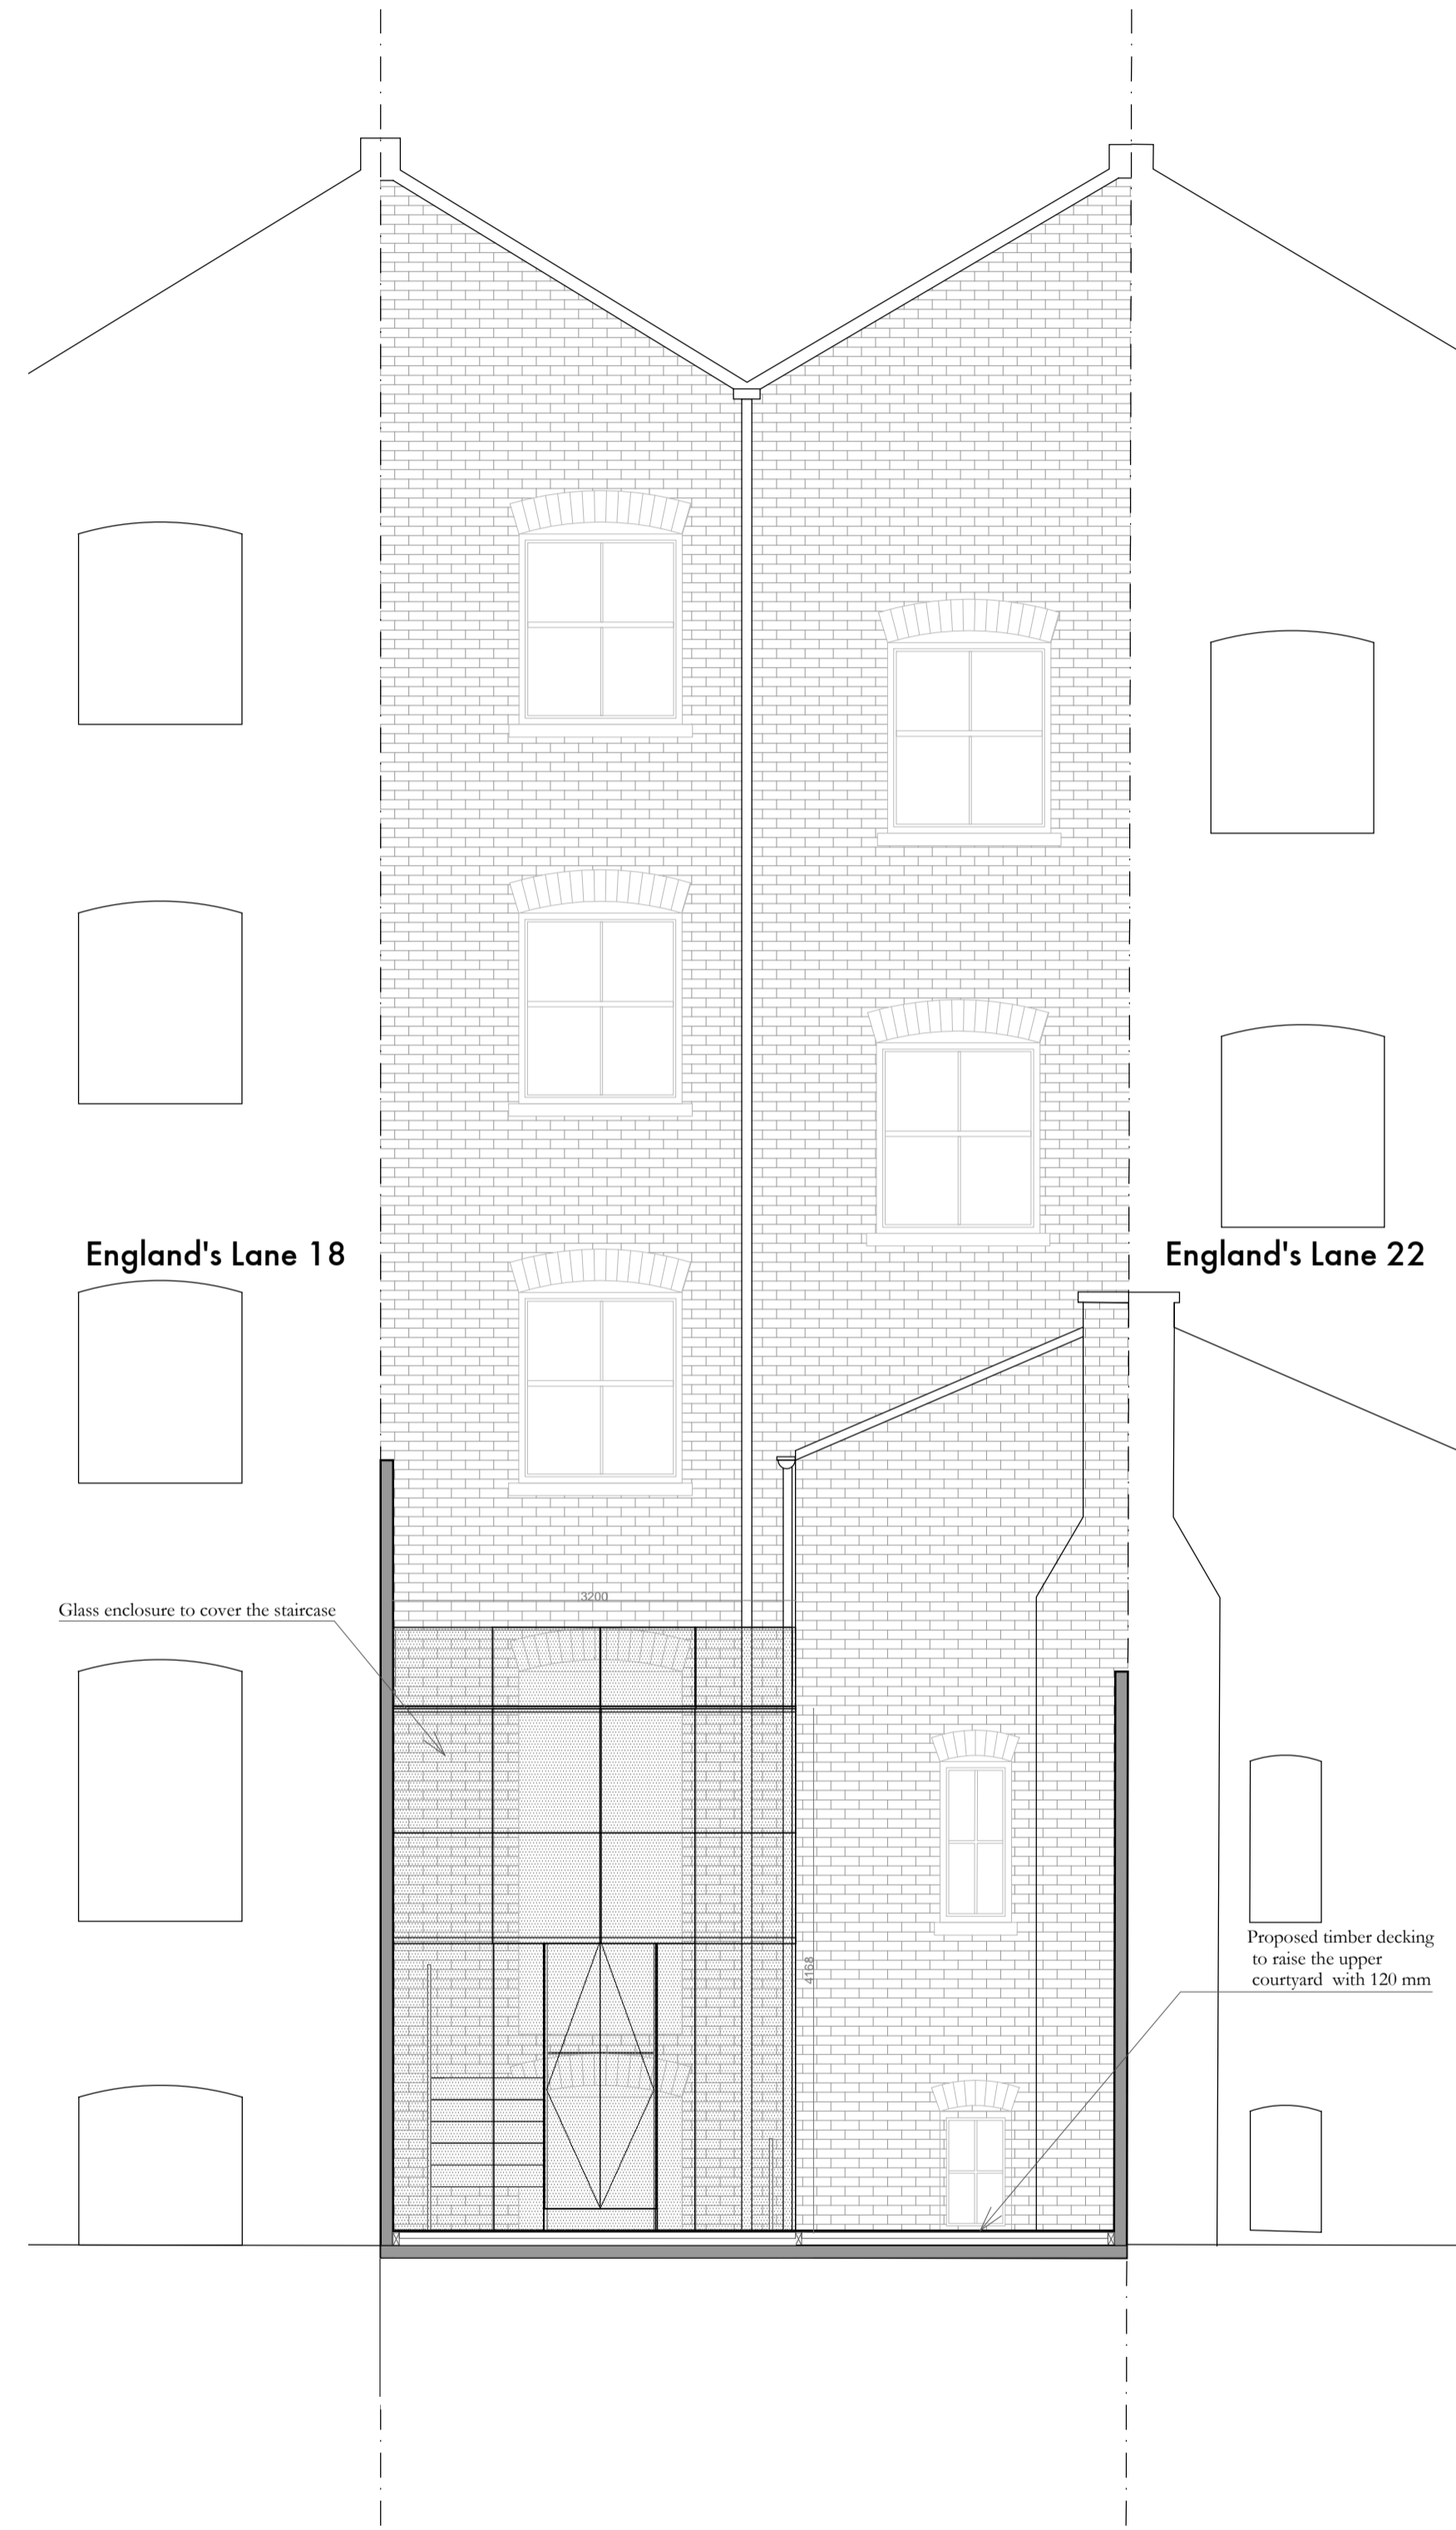 England's Lane 18
England's Lane 22
3200
Glass enclosure to cover the staircase
4168
Proposed timber decking
to raise the upper
courtyard with 120 mm